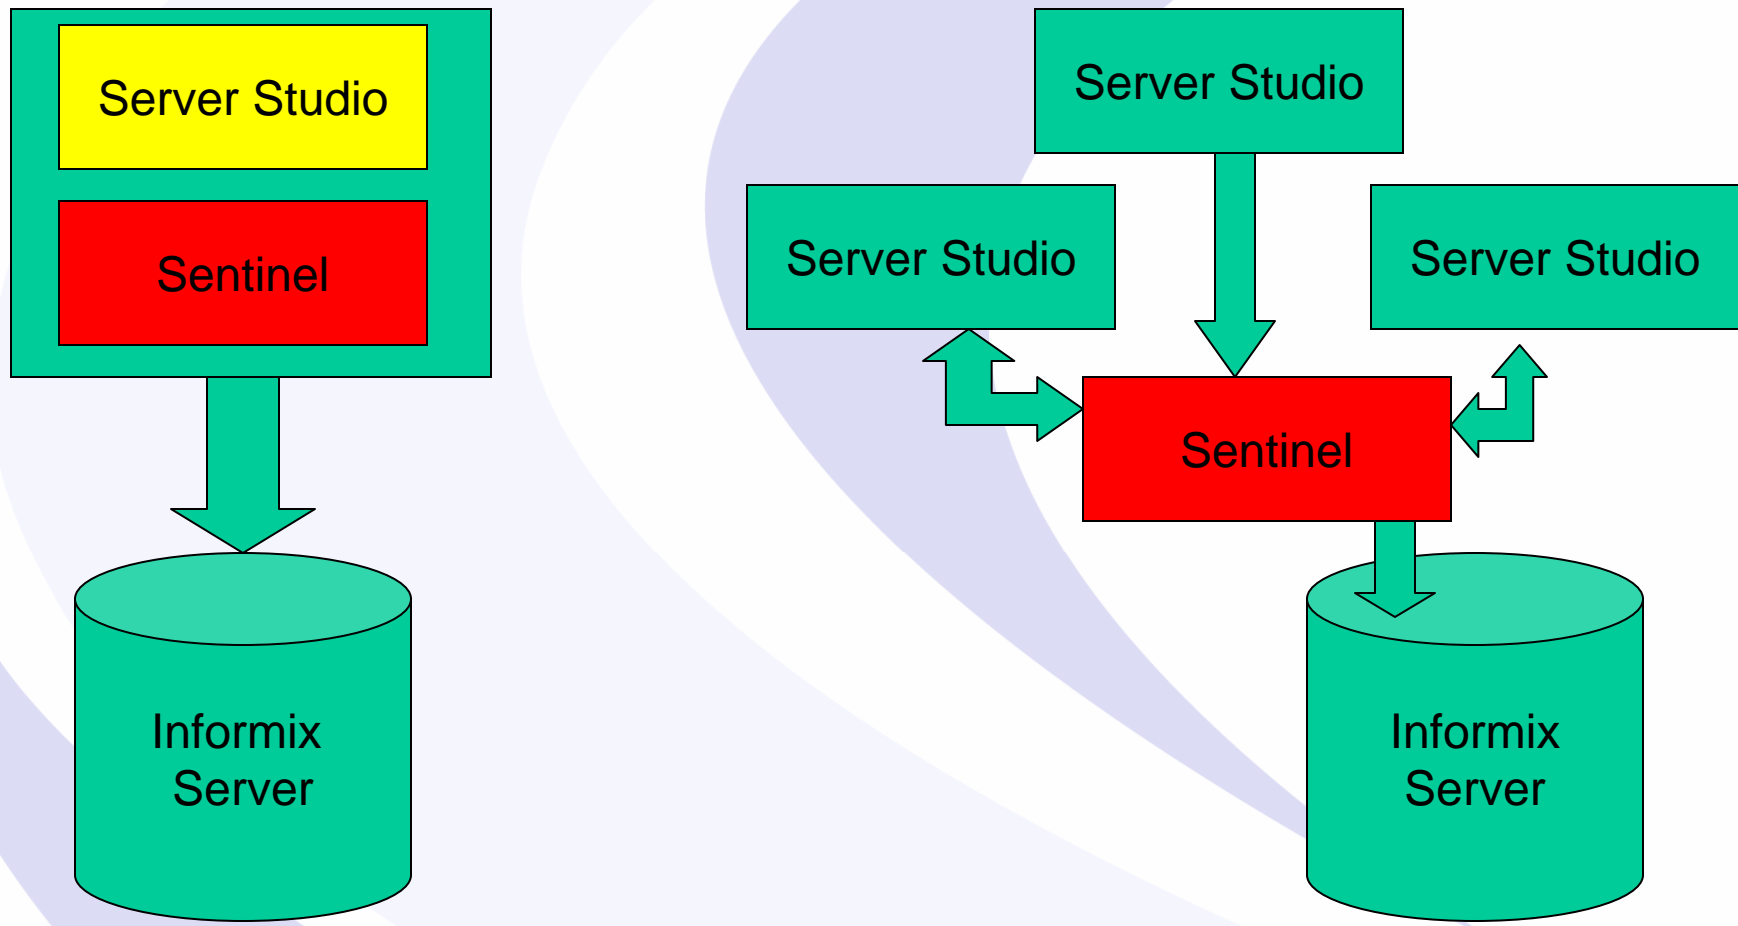 Server Studio
Sentinel
Informix
Server
Server Studio
Server Studio
Server Studio
Sentinel
Informix
Server